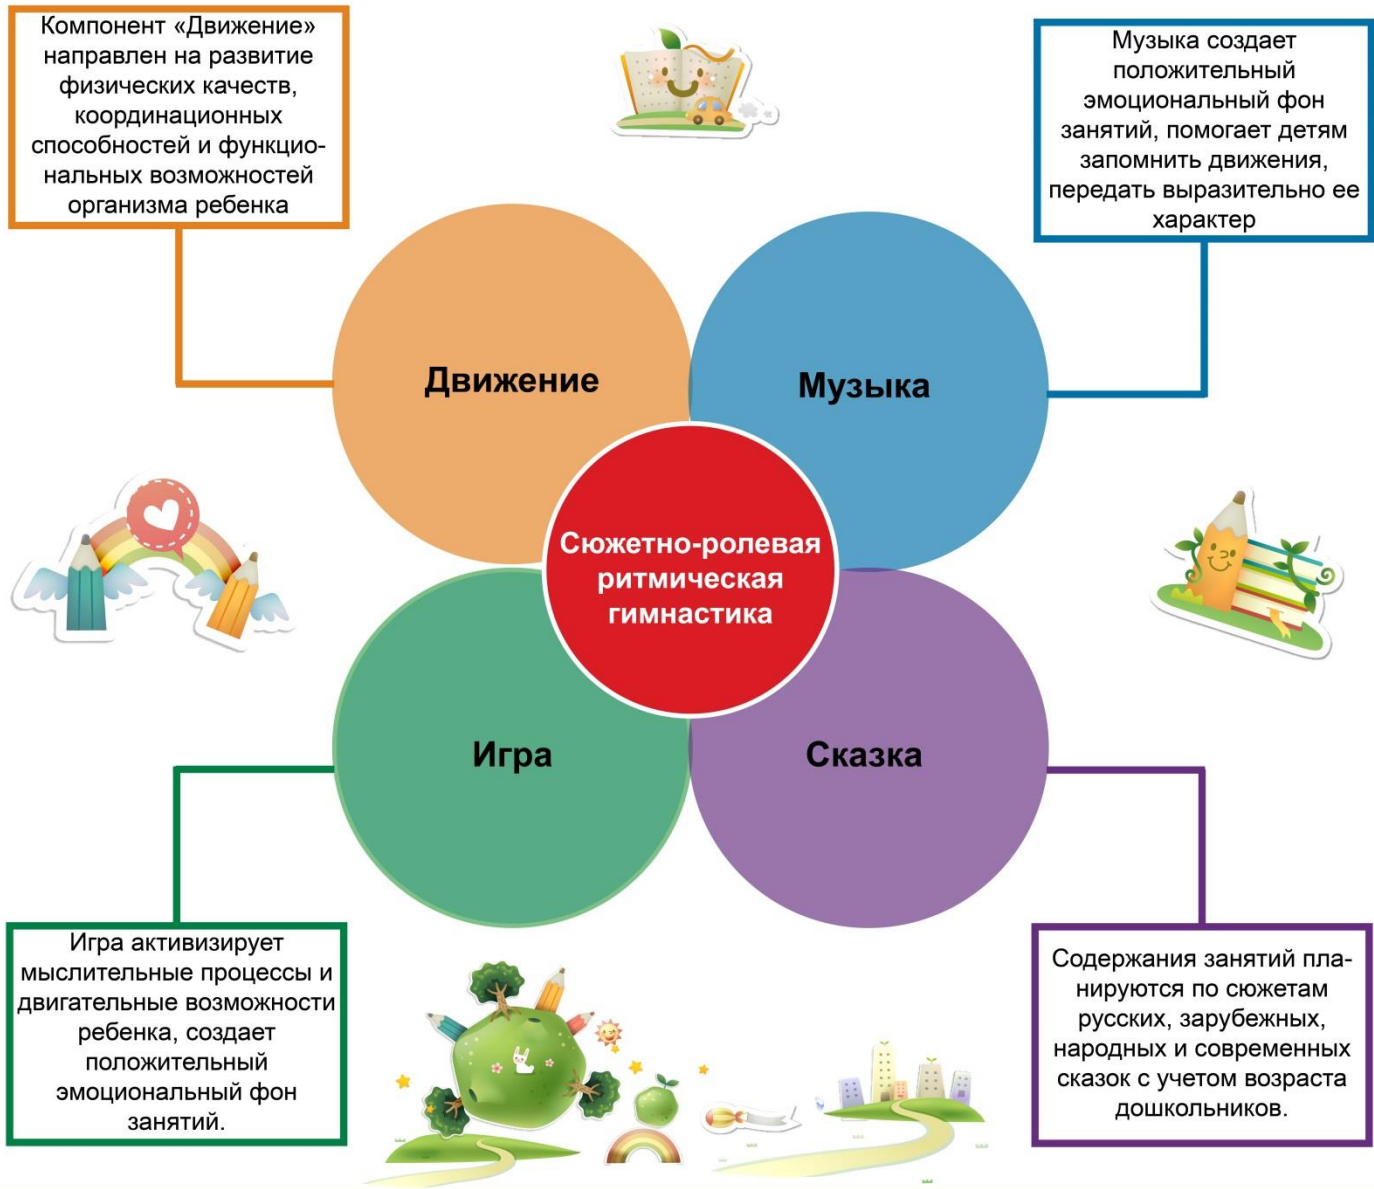 Компонент «Движение»
направлен на развитие
физических качеств,
координационных
способностей и функцио-
нальных возможностей
организма ребенка
Музыка создает
положительный
эмоциональный фон
занятий, помогает детям
запомнить движения,
передать выразительно ее
характер
Движение
Музыка
Сюжетно-ролевая
ритмическая
гимнастика
Игра
Сказка
Игра активизирует
мыслительные процессы и
двигательные возможности
ребенка, создает
положительный
эмоциональный фон
занятий.
Содержания занятий пла-
нируются по сюжетам
русских, зарубежных,
народных и современных
сказок с учетом возраста
дошкольников.